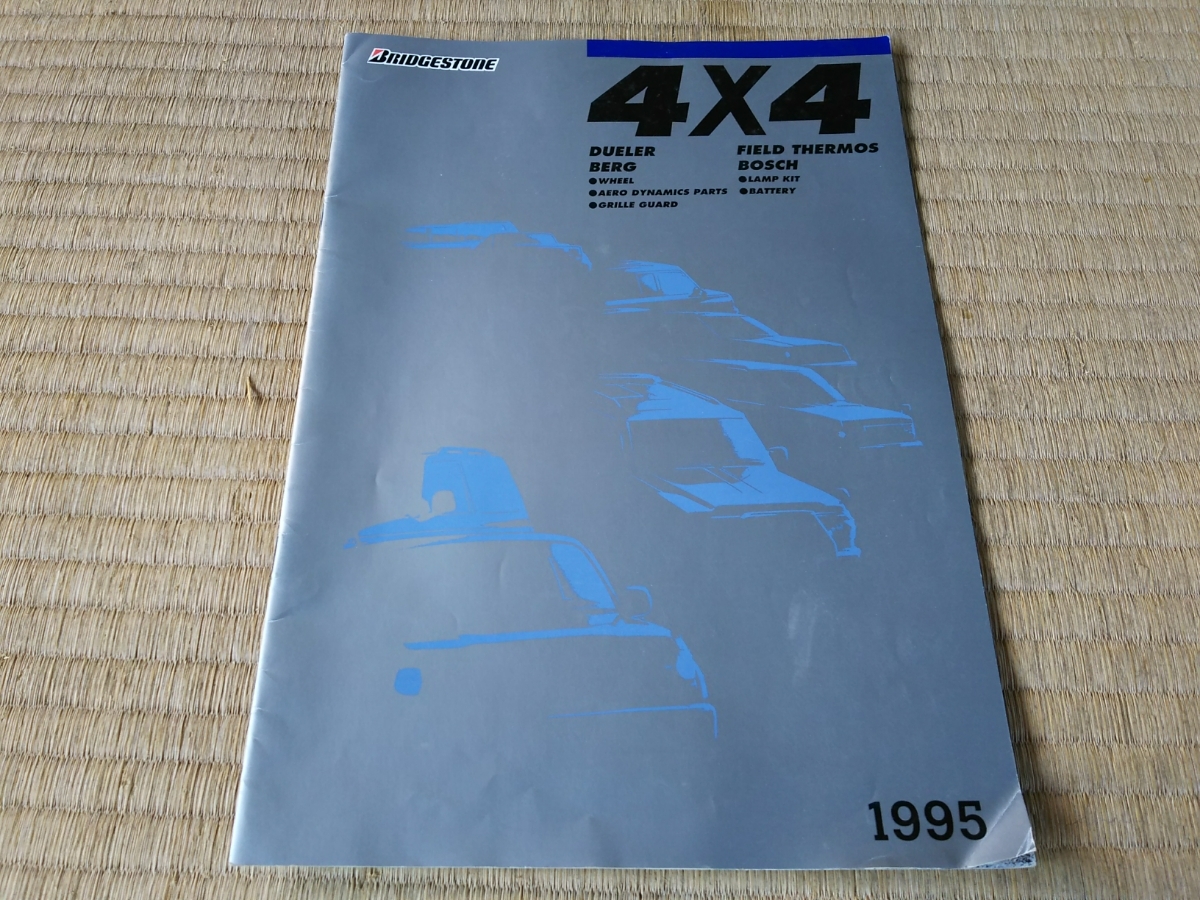 BRIDGESTONE
4X4
DUELER
BERG
●WHEEL
●AERO DYNAMICS PARTS
●GRILLE GUARD
FIELD THERMOS
BOSCH
●LAMP KIT
●BATTERY
1995